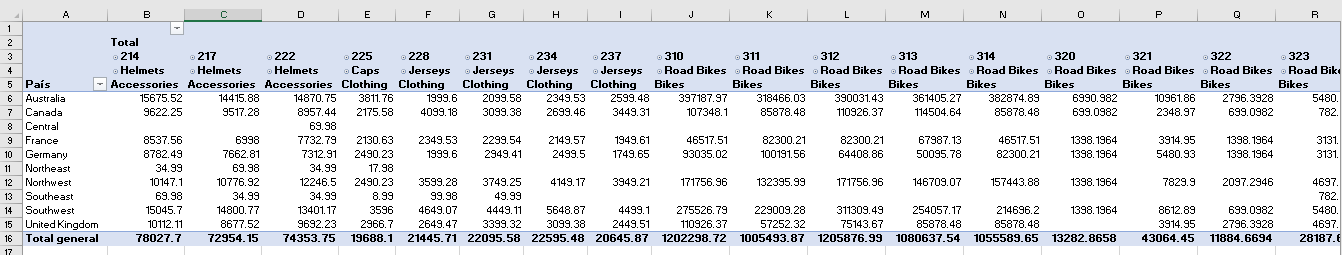 A B C D E F G H I J K L M N O P Q R
1
2 Total
3 214 217 222 225 228 231 234 237 310 311 312 313 314 320 321 322 323
4 Helmets Helmets Helmets Caps Jerseys Jerseys Jerseys Jerseys Road Bikes Road Bikes Road Bikes Road Bikes Road Bikes Road Bikes Road Bikes Road Bikes Road Bike
5 País Accessories Accessories Accessories Clothing Clothing Clothing Clothing Clothing Bikes Bikes Bikes Bikes Bikes Bikes Bikes Bikes Bikes
6 Australia 15675.52 14415.88 14870.75 3811.76 1999.6 2099.58 2349.53 2599.48 397187.97 318466.03 390031.43 361405.27 382874.89 6990.982 10961.86 2796.3928 5480.
7 Canada 9622.25 9517.28 8957.44 2175.58 4099.18 3099.38 2699.46 3449.31 107348.1 85878.48 110926.37 114504.64 85878.48 699.0982 2348.97 699.0982 782.
8 Central 69.98
9 France 8537.56 6998 7732.79 2130.63 2349.53 2299.54 2149.57 1949.61 46517.51 82300.21 82300.21 67987.13 46517.51 1398.1964 3914.95 1398.1964 3131.
10 Germany 8782.49 7662.81 7312.91 2490.23 1999.6 2949.41 2499.5 1749.65 93035.02 100191.56 64408.86 50095.78 82300.21 1398.1964 5480.93 1398.1964 3131.
11 Northeast 34.99 69.98 34.99 17.98
12 Northwest 10147.1 10776.92 12246.5 2490.23 3599.28 3749.25 4149.17 3949.21 171756.96 132395.99 171756.96 146709.07 157443.88 1398.1964 7829.9 2097.2946 4697.
13 Southeast 69.98 34.99 34.99 8.99 99.98 49.99 782.
14 Southwest 15045.7 14800.77 13401.17 3596 4649.07 4449.11 5648.87 4499.1 275526.79 229009.28 311309.49 254057.17 214696.2 1398.1964 8612.89 699.0982 5480.
15 United Kingdom 10112.11 8677.52 9692.23 2966.7 2649.47 3399.32 3099.38 2449.51 110926.37 57252.32 75143.67 85878.48 85878.48 3914.95 2796.3928 4697.
16 Total general 78027.7 72954.15 74353.75 19688.1 21445.71 22095.58 22595.48 20645.87 1202298.72 1005493.87 1205876.99 1080637.54 1055589.65 13282.8658 43064.45 11884.6694 28187.6
17